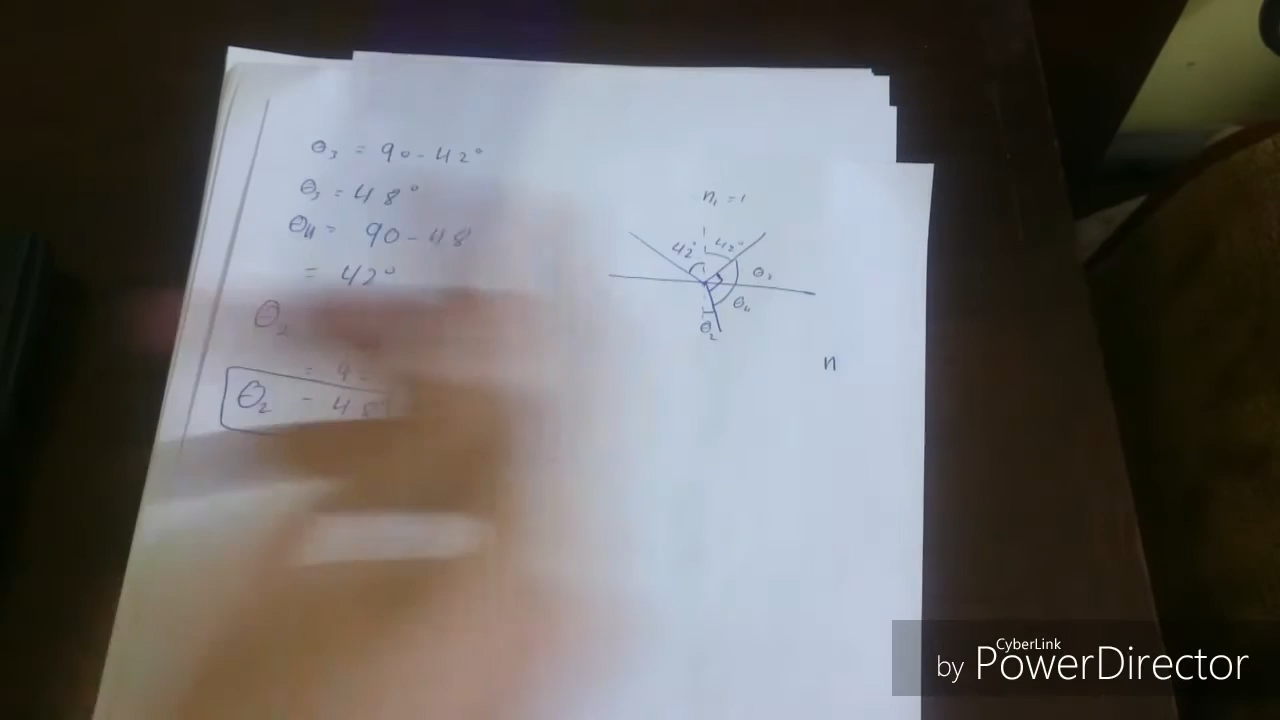 θ₃ = 90 - 42°
θ₃ = 48°
θ₄ = 90 - 48
= 42°
θ₂
θ₂ = 48
n₁ = 1
42° 42°
θ₃
θ₄
θ₂
n
CyberLink
by PowerDirector